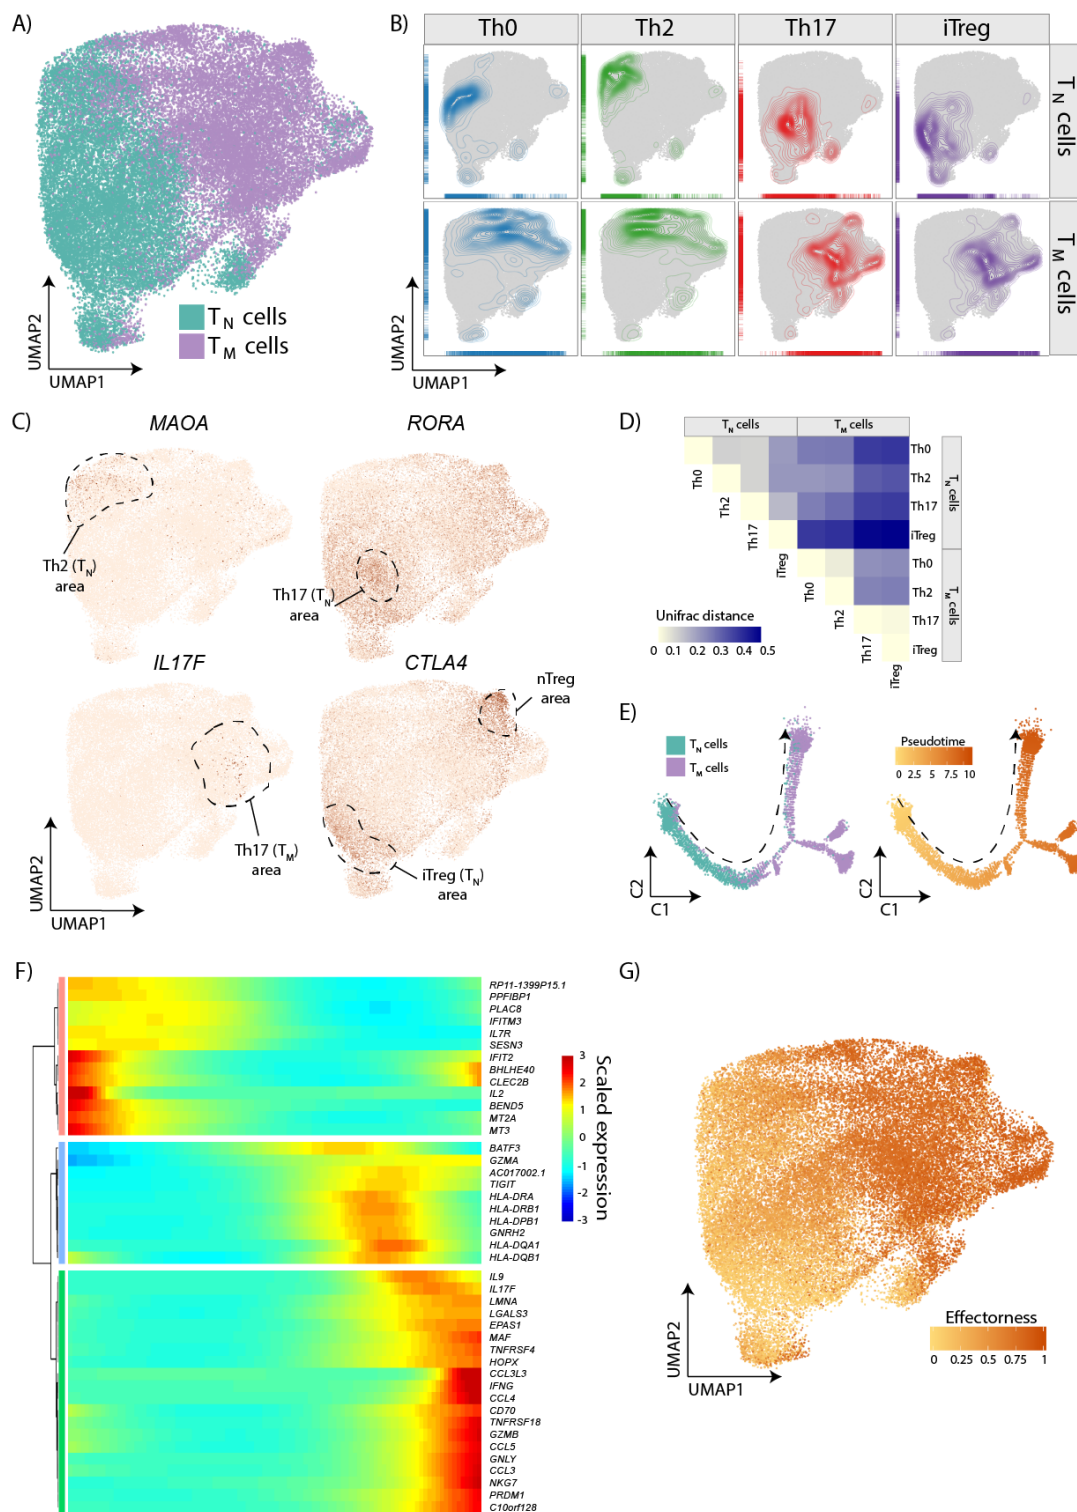 A)
UMAP2
UMAP1
TN cells
TM cells
B)
Th0 Th2 Th17 iTreg
TN cells
TM cells
UMAP2
UMAP1
C)
MAOA
RORA
Th2 (TN)
area
Th17 (TN)
area
IL17F
CTLA4
nTreg
area
Th17 (TM)
area
iTreg (TN)
area
UMAP2
UMAP1
D)
TN cells TM cells
Th0
Th2
Th17
iTreg
Th0
Th2
Th17
iTreg
TN cells
TM cells
Th0
Th2
Th17
iTreg
Th0
Th2
Th17
iTreg
Unifrac distance
0 0.1 0.2 0.3 0.4 0.5
E)
TN cells
TM cells
C2
C1
Pseudotime
0 2.5 5 7.5 10
C2
C1
F)
RP11-1399P15.1
PPFIBP1
PLAC8
IFITM3
IL7R
SESN3
IFIT2
BHLHE40
CLEC2B
IL2
BEND5
MT2A
MT3
BATF3
GZMA
AC017002.1
TIGIT
HLA-DRA
HLA-DRB1
HLA-DPB1
GNRH2
HLA-DQA1
HLA-DQB1
IL9
IL17F
LMNA
LGALS3
EPAS1
MAF
TNFRSF4
HOPX
CCL3L3
IFNG
CCL4
CD70
TNFRSF18
GZMB
CCL5
GNLY
CCL3
NKG7
PRDM1
C10orf128
3
2
1
0
-1
-2
-3
Scaled expression
G)
UMAP2
UMAP1
Effectorness
0 0.25 0.5 0.75 1